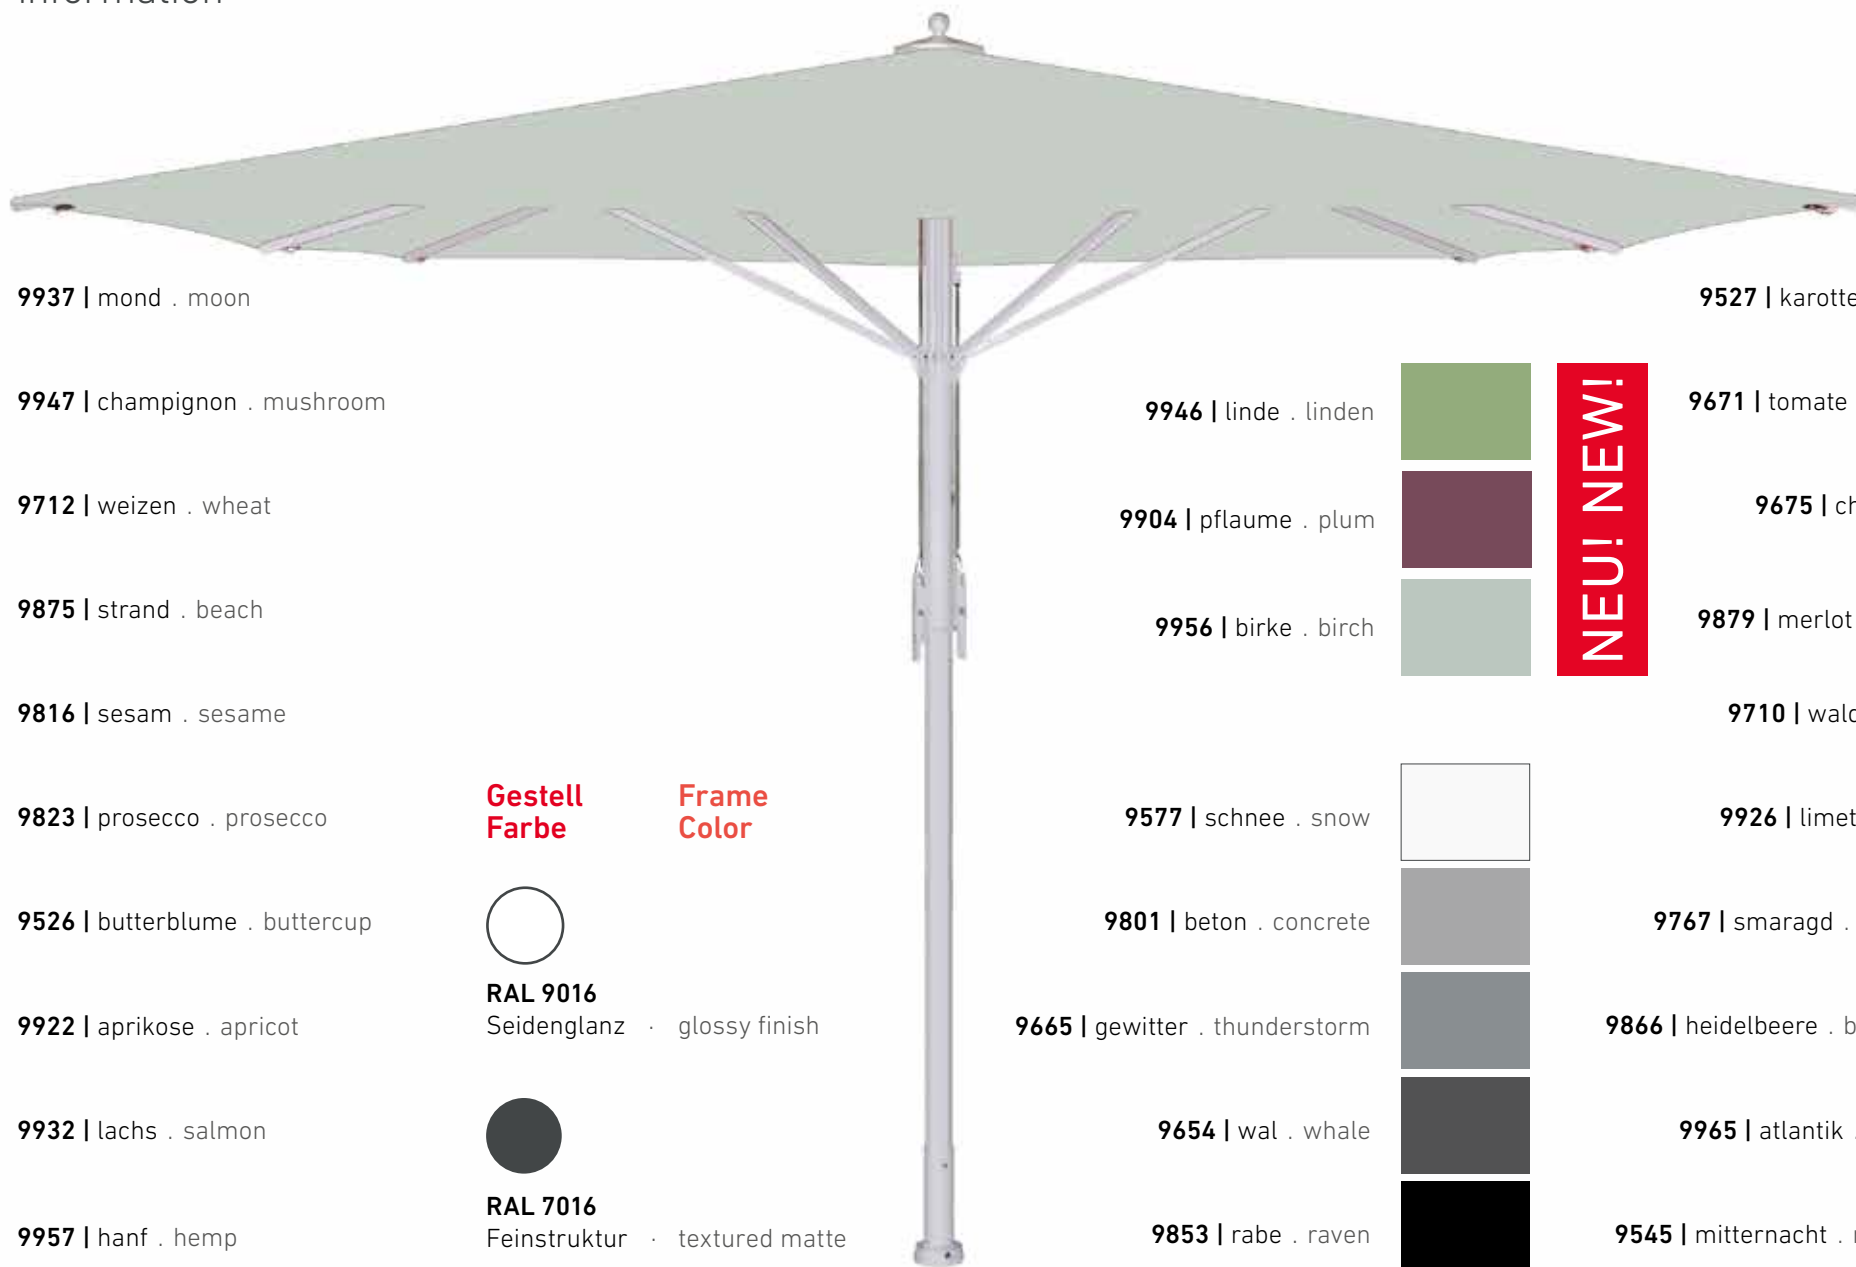 9937 | mond . moon
9947 | champignon . mushroom
9712 | weizen . wheat
9875 | strand . beach
9816 | sesam . sesame
9823 | prosecco . prosecco
9526 | butterblume . buttercup
9922 | aprikose . apricot
9932 | lachs . salmon
9957 | hanf . hemp
Gestell Frame
Farbe Color
RAL 9016
Seidenglanz · glossy finish
RAL 7016
Feinstruktur · textured matte
9946 | linde . linden
9904 | pflaume . plum
9956 | birke . birch
NEU! NEW!
9577 | schnee . snow
9801 | beton . concrete
9665 | gewitter . thunderstorm
9654 | wal . whale
9853 | rabe . raven
9527 | karotte
9671 | tomate
9675 |
9879 | merlot
9710 |
9926 |
9767 | smaragd .
9866 | heidelbeere .
9965 | atlantik .
9545 | mitternacht .